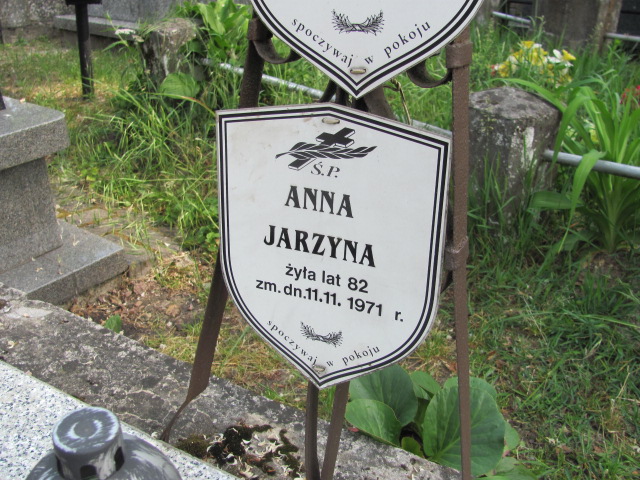 spoczywaj w pokoju
Ś.P.
ANNA
JARZYNA
żyła lat 82
zm. dn.11.11. 1971 r.
spoczywaj w pokoju